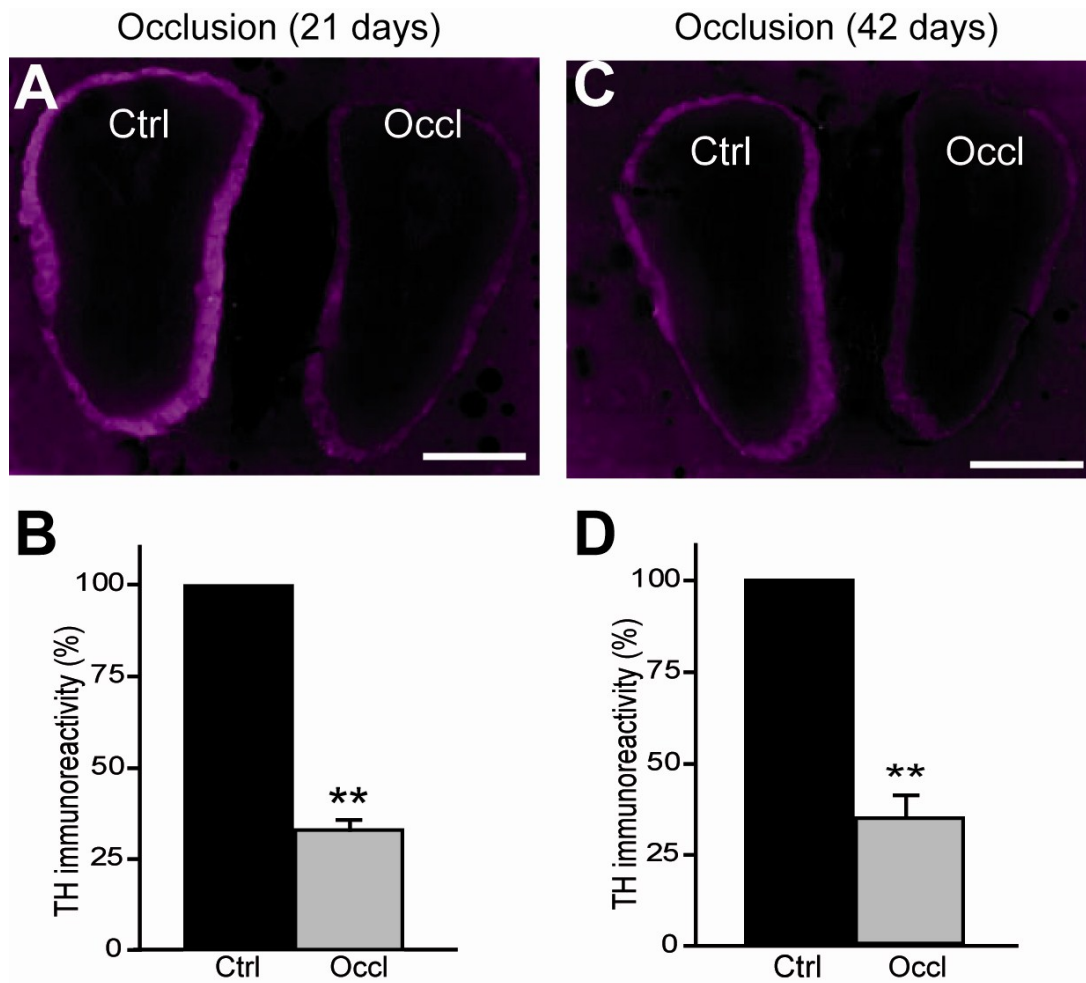 Occlusion (21 days)
Occlusion (42 days)
A
Ctrl
Occl
C
Ctrl
Occl
B
TH immunoreactivity (%)
100
75
50
25
0
**
Ctrl
Occl
D
TH immunoreactivity (%)
100
75
50
25
0
**
Ctrl
Occl